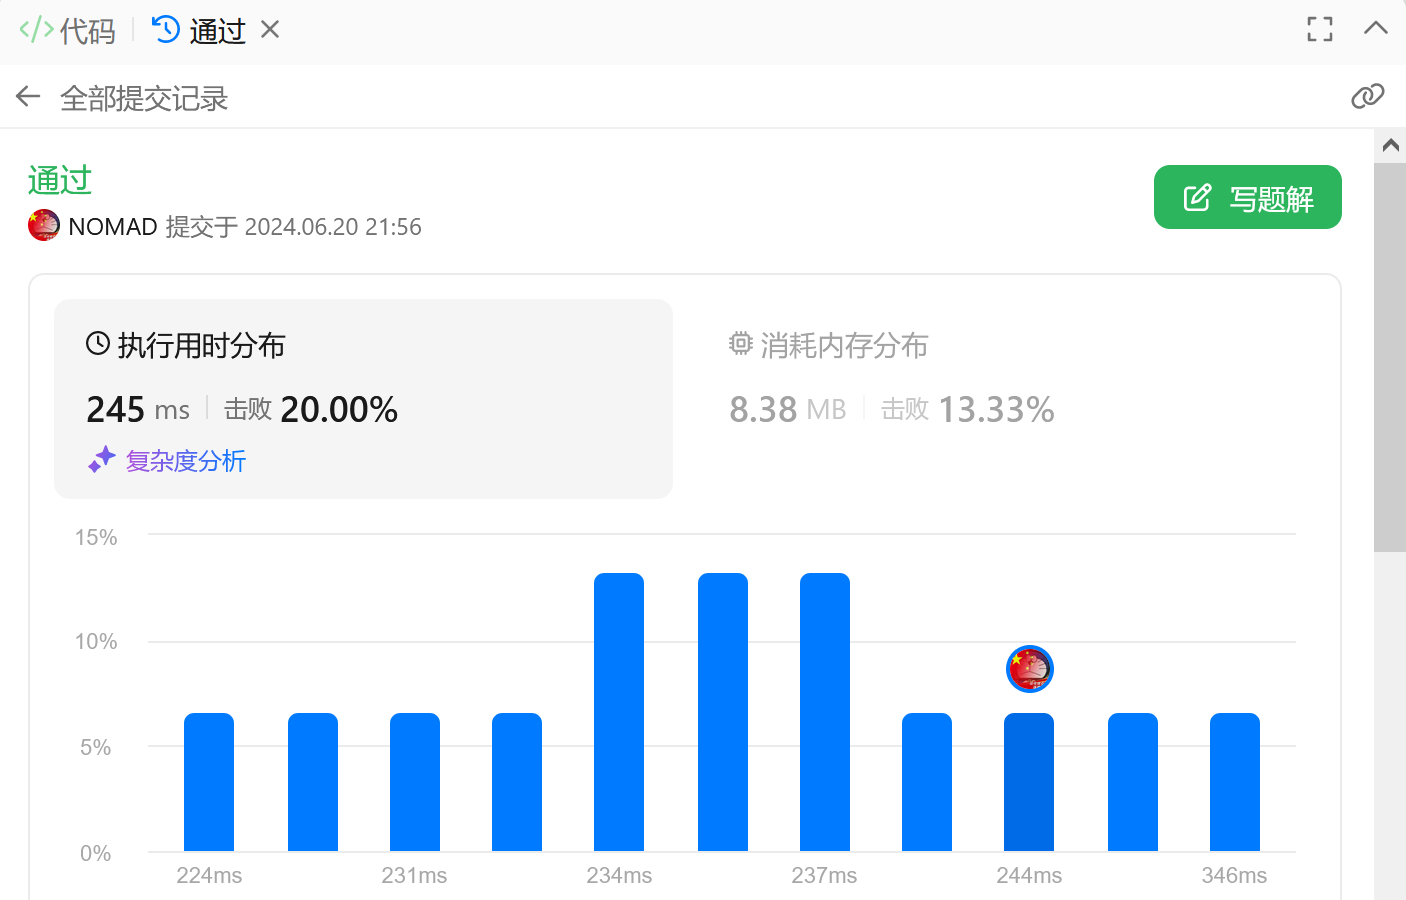 代码 通过
全部提交记录
通过
写题解
NOMAD 提交于 2024.06.20 21:56
执行用时分布
245 ms 击败 20.00%
复杂度分析
消耗内存分布
8.38 MB 击败 13.33%
15%
10%
5%
0%
224ms 231ms 234ms 237ms 244ms 346ms